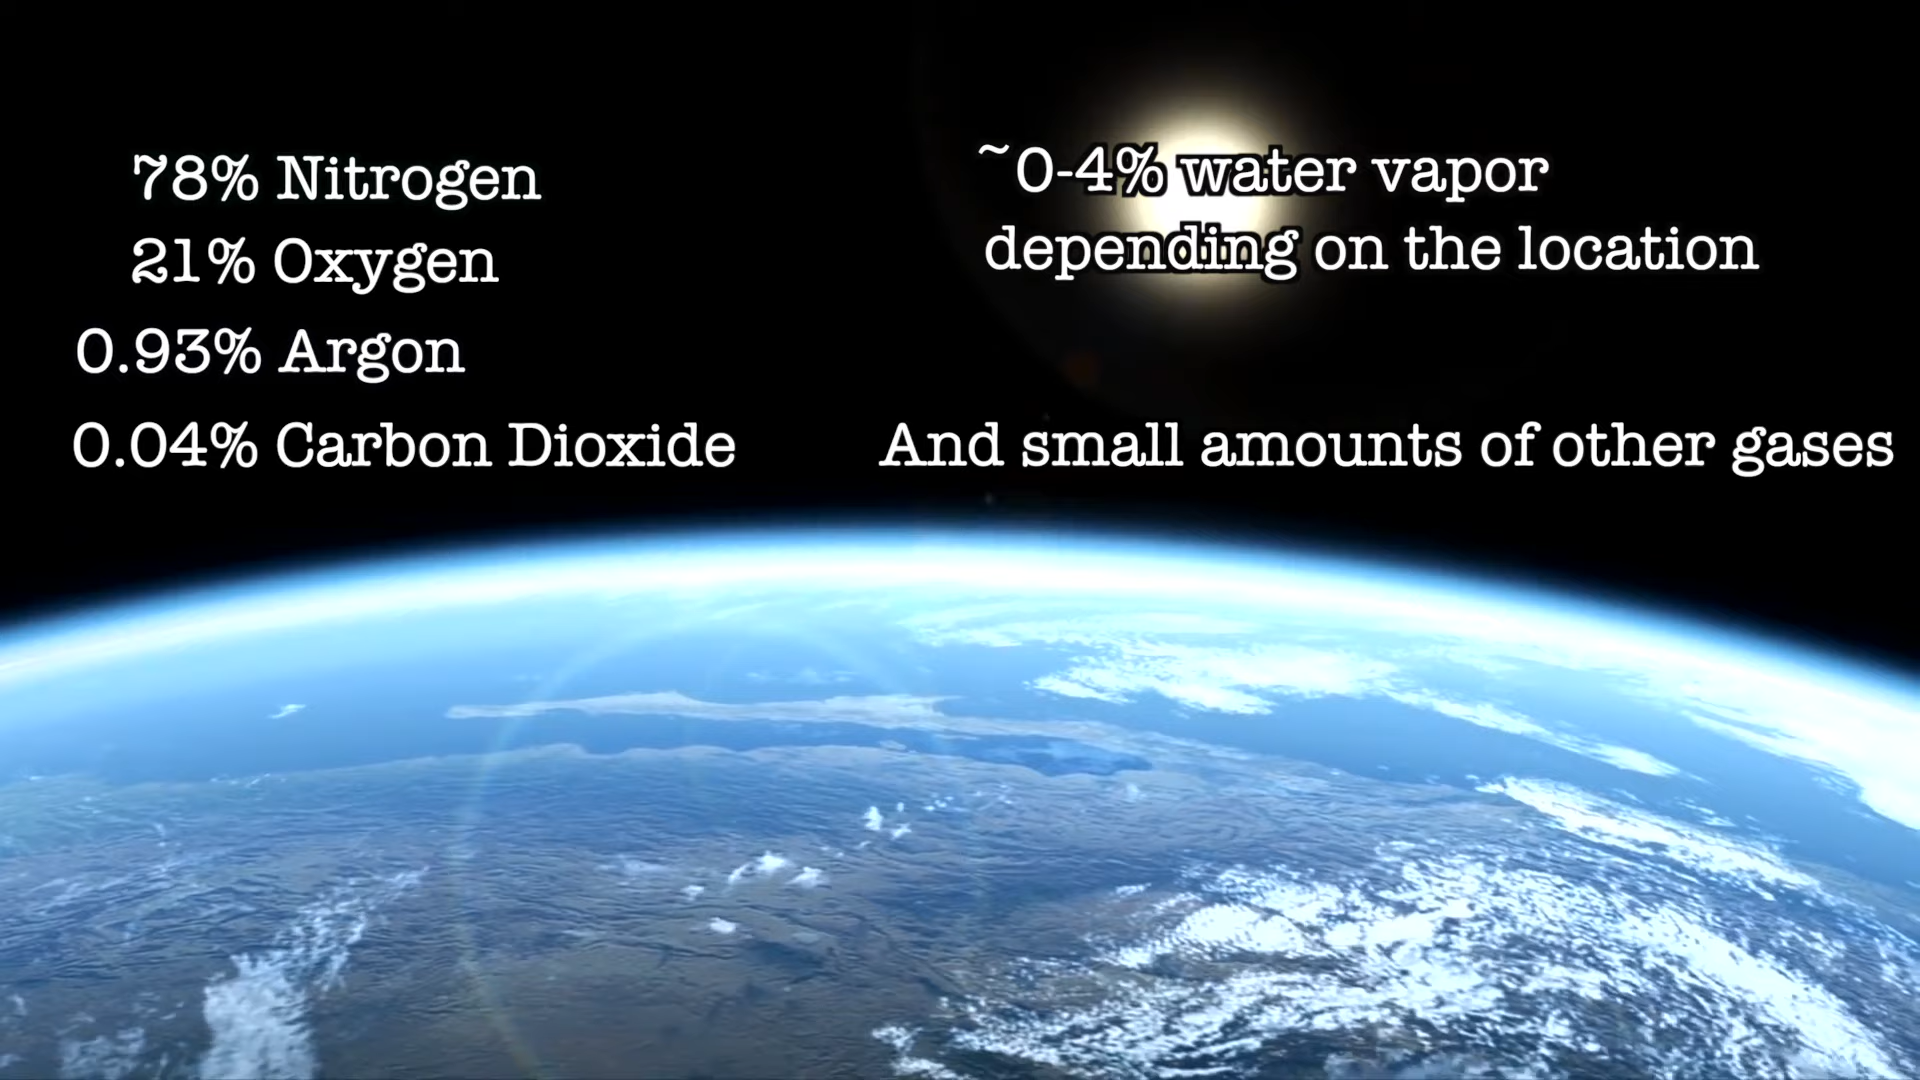 78% Nitrogen
21% Oxygen
0.93% Argon
0.04% Carbon Dioxide
~0-4% water vapor
depending on the location
And small amounts of other gases